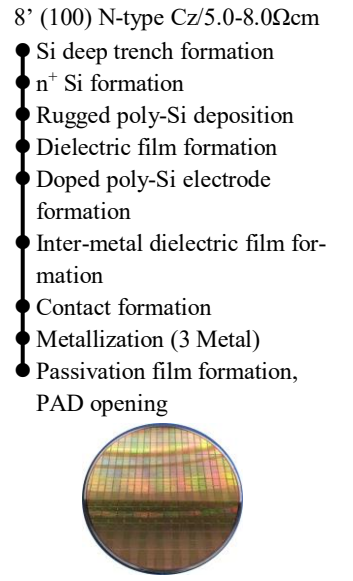 8’ (100) N-type Cz/5.0-8.0Ωcm
Si deep trench formation
n⁺ Si formation
Rugged poly-Si deposition
Dielectric film formation
Doped poly-Si electrode
formation
Inter-metal dielectric film for-
mation
Contact formation
Metallization (3 Metal)
Passivation film formation,
PAD opening